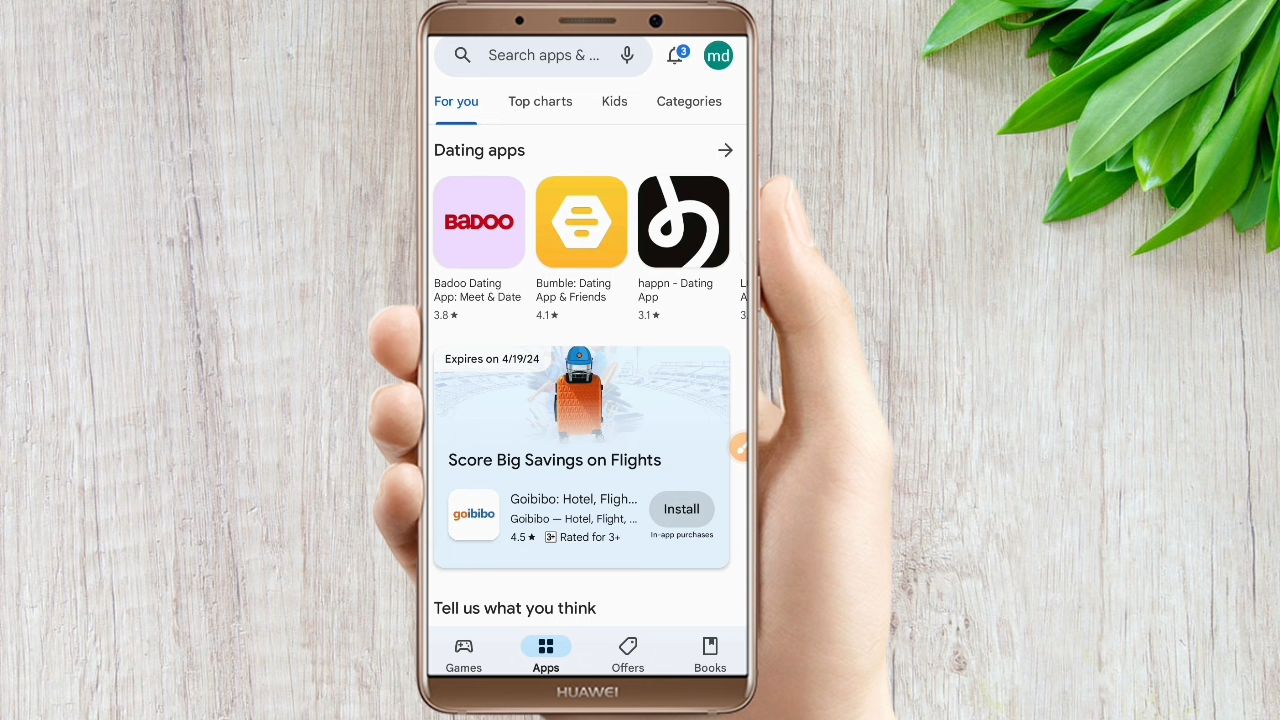 Search apps & ...
3
md
For you
Top charts
Kids
Categories
Dating apps
BADOO
Badoo Dating
App: Meet & Date
3.8 ★
Bumble: Dating
App & Friends
4.1 ★
happn - Dating
App
3.1 ★
L
A
3
Expires on 4/19/24
Score Big Savings on Flights
goibibo
Goibibo: Hotel, Fligh...
Goibibo — Hotel, Flight, ...
4.5 ★ 3+ Rated for 3+
Install
In-app purchases
Tell us what you think
Games
Apps
Offers
Books
HUAWEI